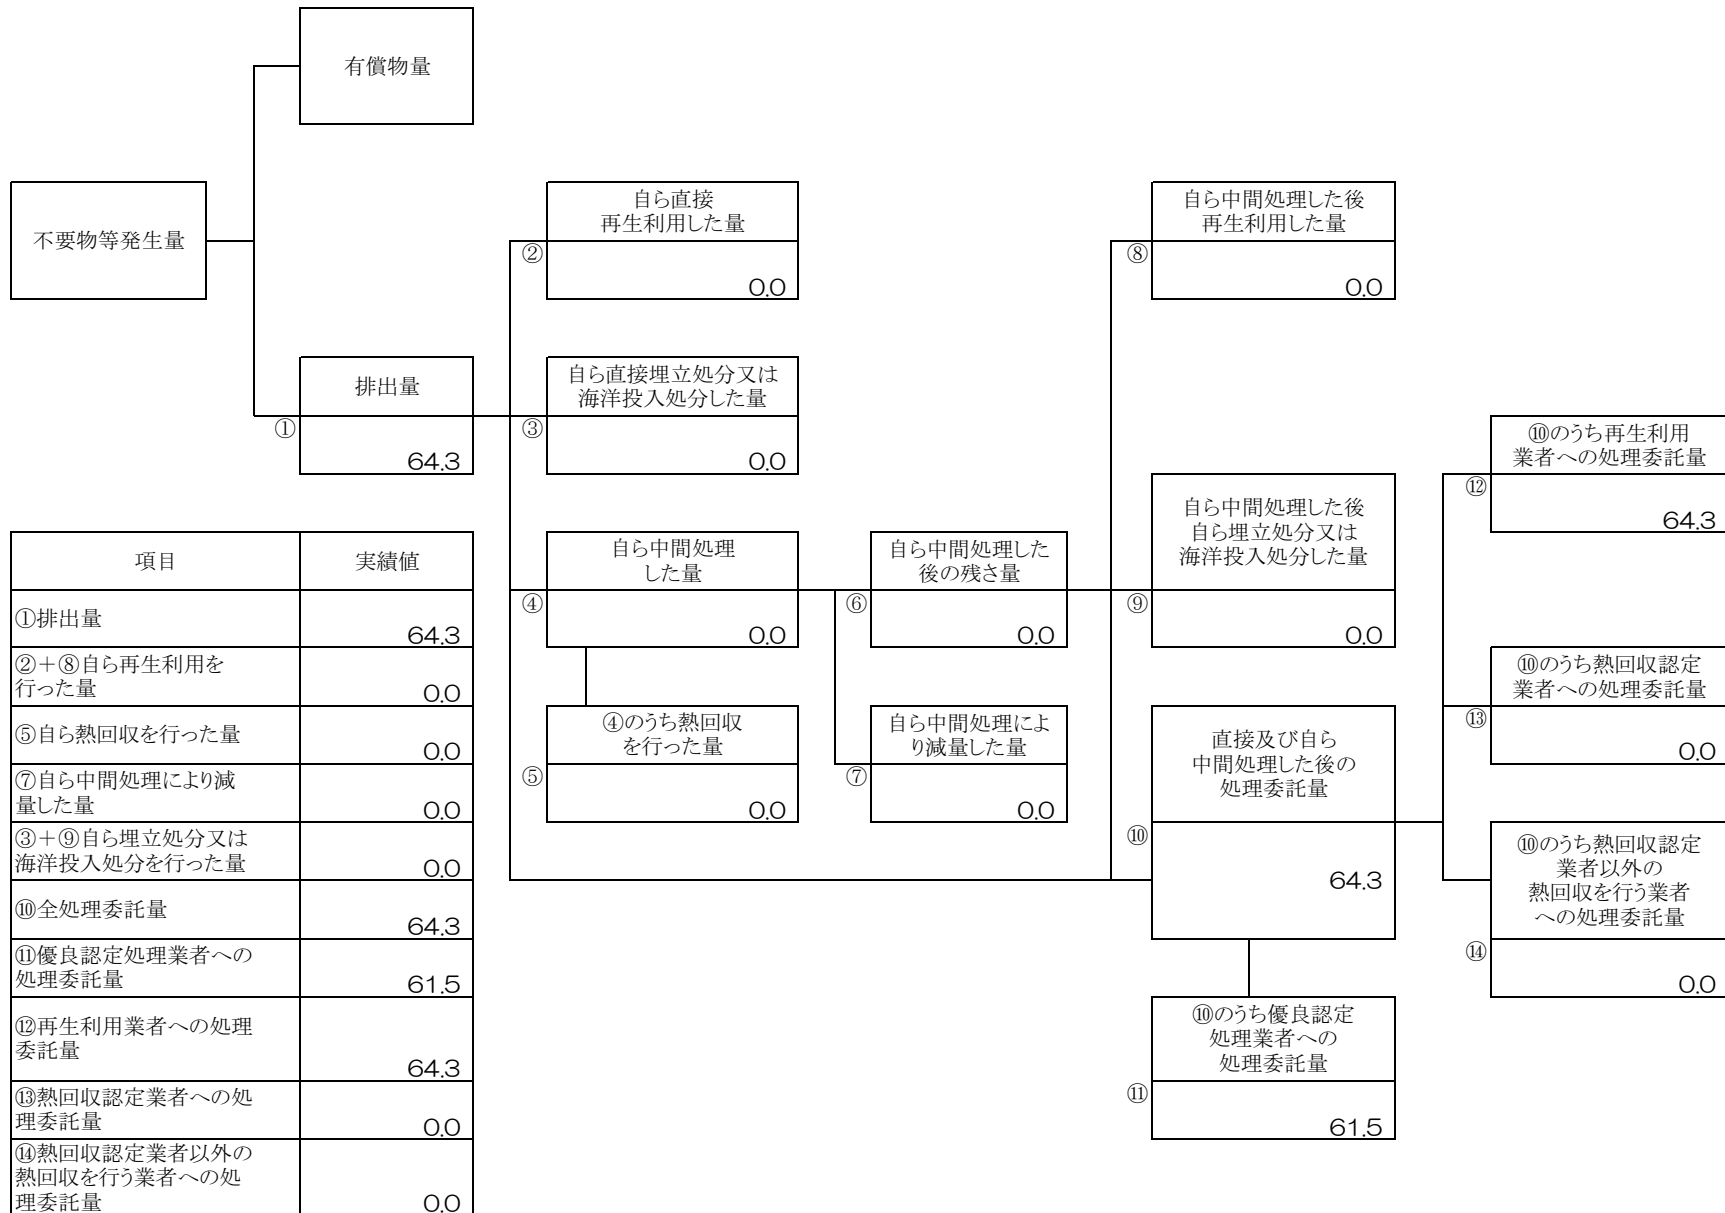 有償物量
不要物等発生量
排出量
①
64.3
自ら直接
再生利用した量
②
0.0
自ら直接埋立処分又は
海洋投入処分した量
③
0.0
自ら中間処理
した量
④
0.0
④のうち熱回収
を行った量
⑤
0.0
自ら中間処理した
後の残さ量
⑥
0.0
自ら中間処理によ
り減量した量
⑦
0.0
自ら中間処理した後
再生利用した量
⑧
0.0
自ら中間処理した後
自ら埋立処分又は
海洋投入処分した量
⑨
0.0
直接及び自ら
中間処理した後の
処理委託量
⑩
64.3
⑩のうち優良認定
処理業者への
処理委託量
⑪
61.5
⑩のうち再生利用
業者への処理委託量
⑫
64.3
⑩のうち熱回収認定
業者への処理委託量
⑬
0.0
⑩のうち熱回収認定
業者以外の
熱回収を行う業者
への処理委託量
⑭
0.0
項目 実績値
①排出量
64.3
②＋⑧自ら再生利用を
行った量
0.0
⑤自ら熱回収を行った量
0.0
⑦自ら中間処理により減
量した量
0.0
③＋⑨自ら埋立処分又は
海洋投入処分を行った量
0.0
⑩全処理委託量
64.3
⑪優良認定処理業者への
処理委託量
61.5
⑫再生利用業者への処理
委託量
64.3
⑬熱回収認定業者への処
理委託量
0.0
⑭熱回収認定業者以外の
熱回収を行う業者への処
理委託量
0.0